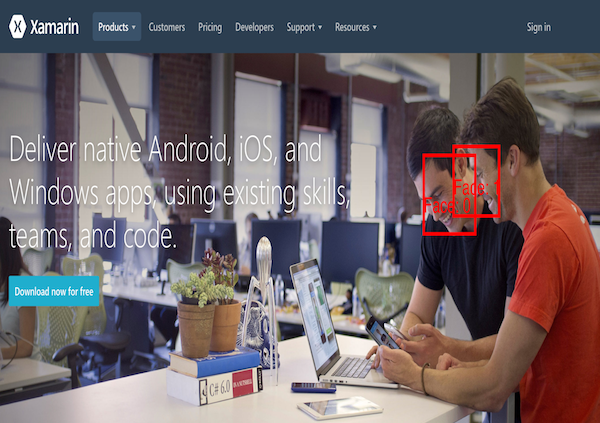 Xamarin
Products Customers Pricing Developers Support Resources Sign in
Deliver native Android, iOS, and
Windows apps, using existing skills,
teams, and code.
Face: 1
Face: 0
Download now for free
C# 6.0